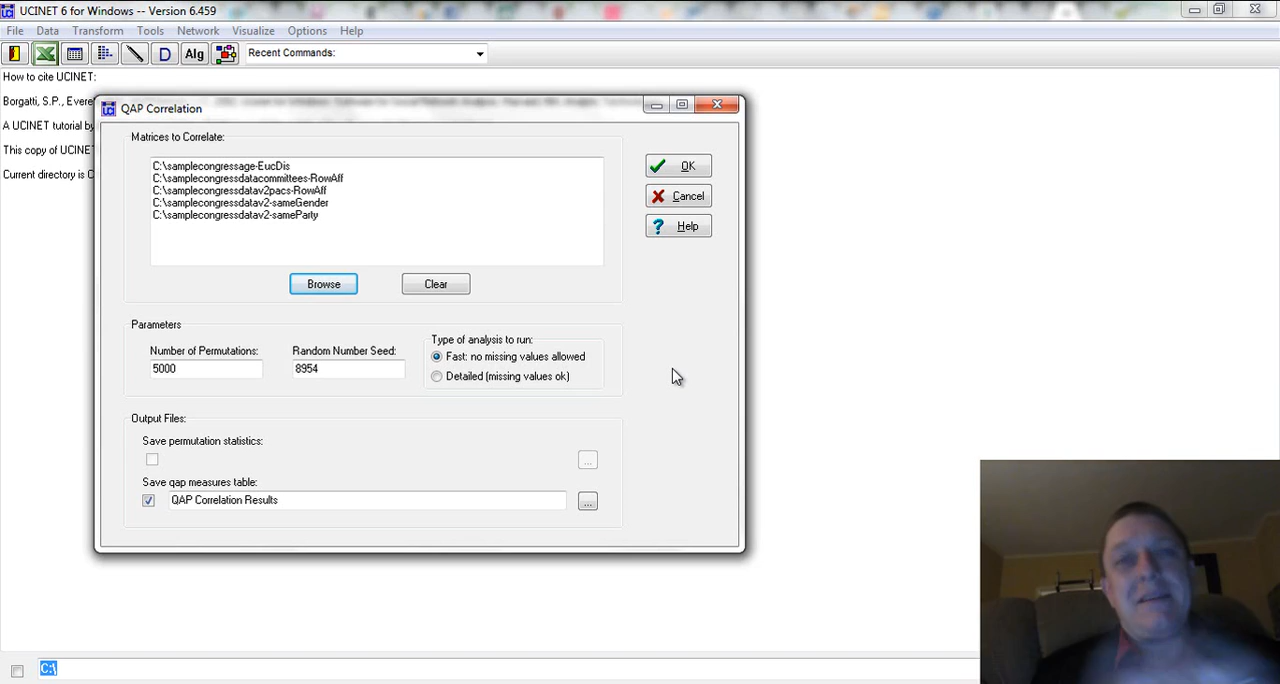 UCINET 6 for Windows -- Version 6.459
File Data Transform Tools Network Visualize Options Help
D Alg Recent Commands:
How to cite UCINET:
Borgatti, S.P., Evere
A UCINET tutorial by
This copy of UCINET
Current directory is C
QAP Correlation
Matrices to Correlate:
C:\samplecongressage-EucDis
C:\samplecongressdatacommittees-RowAff
C:\samplecongressdatav2pacs-RowAff
C:\samplecongressdatav2-sameGender
C:\samplecongressdatav2-sameParty
OK
Cancel
Help
Browse Clear
Parameters
Number of Permutations: Random Number Seed:
5000 8954
Type of analysis to run:
Fast: no missing values allowed
Detailed (missing values ok)
Output Files:
Save permutation statistics:
...
Save qap measures table:
QAP Correlation Results ...
C:\